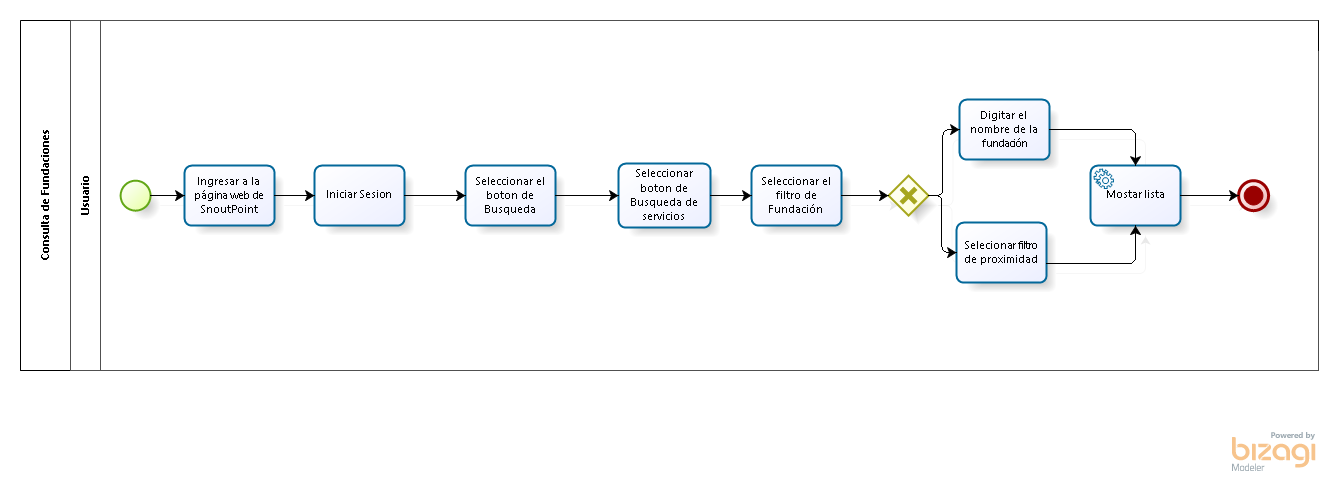 Consulta de Fundaciones
Usuario
Ingresar a la
página web de
SnoutPoint
Iniciar Sesion
Seleccionar el
boton de
Busqueda
Seleccionar
boton de
Busqueda de
servicios
Seleccionar el
filtro de
Fundación
Digitar el
nombre de la
fundación
Selecionar filtro
de proximidad
Mostar lista
Powered by
bizagi
Modeler